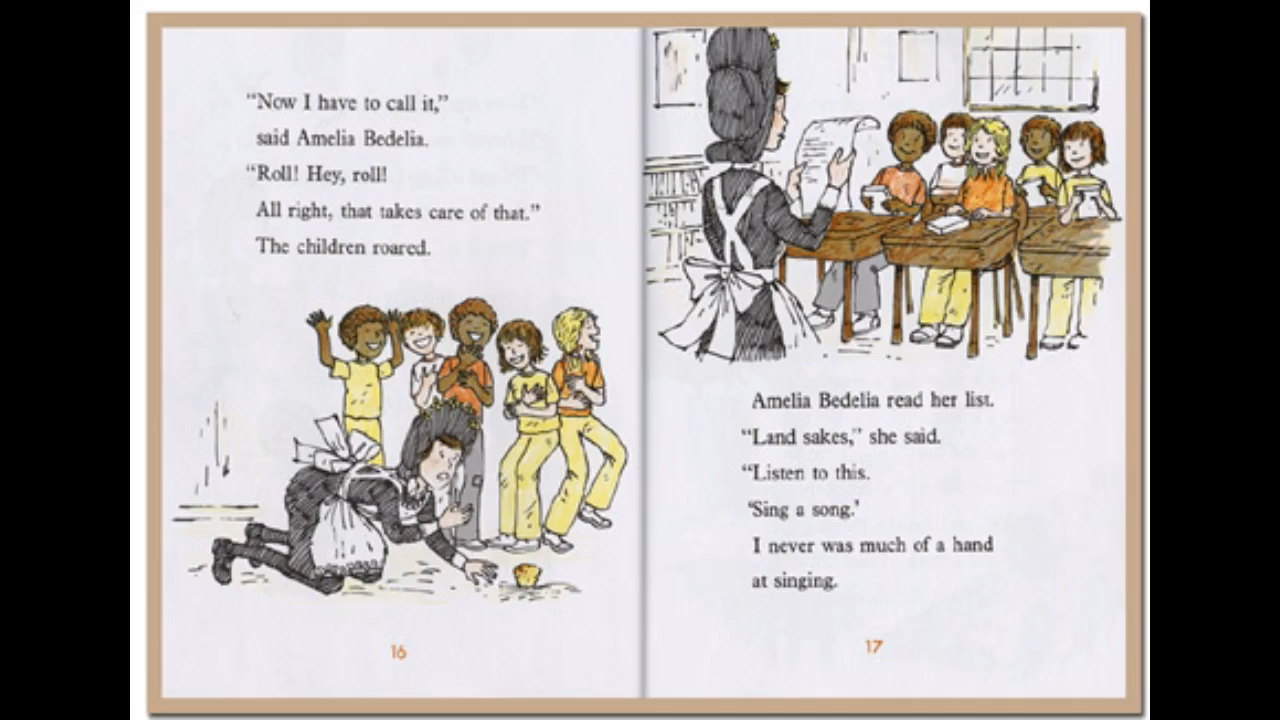 “Now I have to call it,”
said Amelia Bedelia.
“Roll! Hey, roll!
All right, that takes care of that.”
The children roared.
16
Amelia Bedelia read her list.
“Land sakes,” she said.
“Listen to this.
‘Sing a song.’
I never was much of a hand
at singing.
17